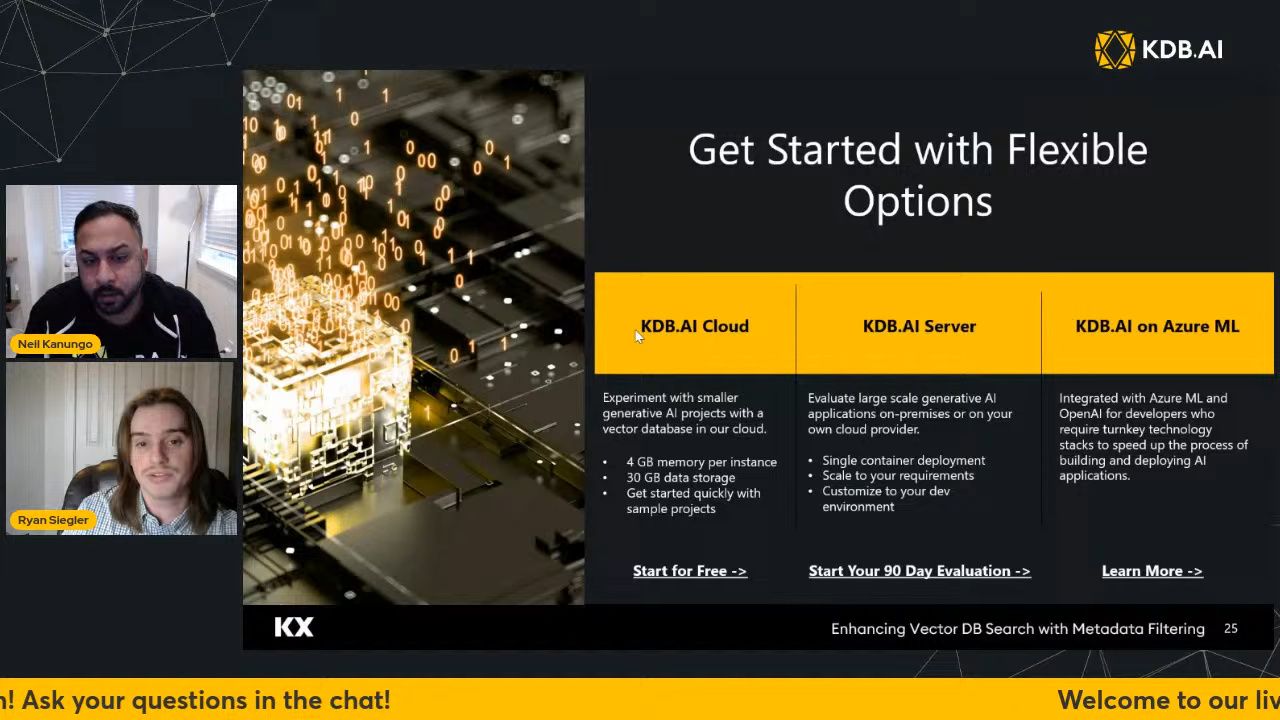 KDB.AI
Get Started with Flexible
Options
Neil Kanungo
Ryan Siegler
KDB.AI Cloud
Experiment with smaller
generative AI projects with a
vector database in our cloud.
• 4 GB memory per instance
• 30 GB data storage
• Get started quickly with
sample projects
Start for Free ->
KDB.AI Server
Evaluate large scale generative AI
applications on-premises or on your
own cloud provider.
• Single container deployment
• Scale to your requirements
• Customize to your dev
environment
Start Your 90 Day Evaluation ->
KDB.AI on Azure ML
Integrated with Azure ML and
OpenAI for developers who
require turnkey technology
stacks to speed up the process of
building and deploying AI
applications.
Learn More ->
KX
Enhancing Vector DB Search with Metadata Filtering 25
! Ask your questions in the chat!
Welcome to our liv